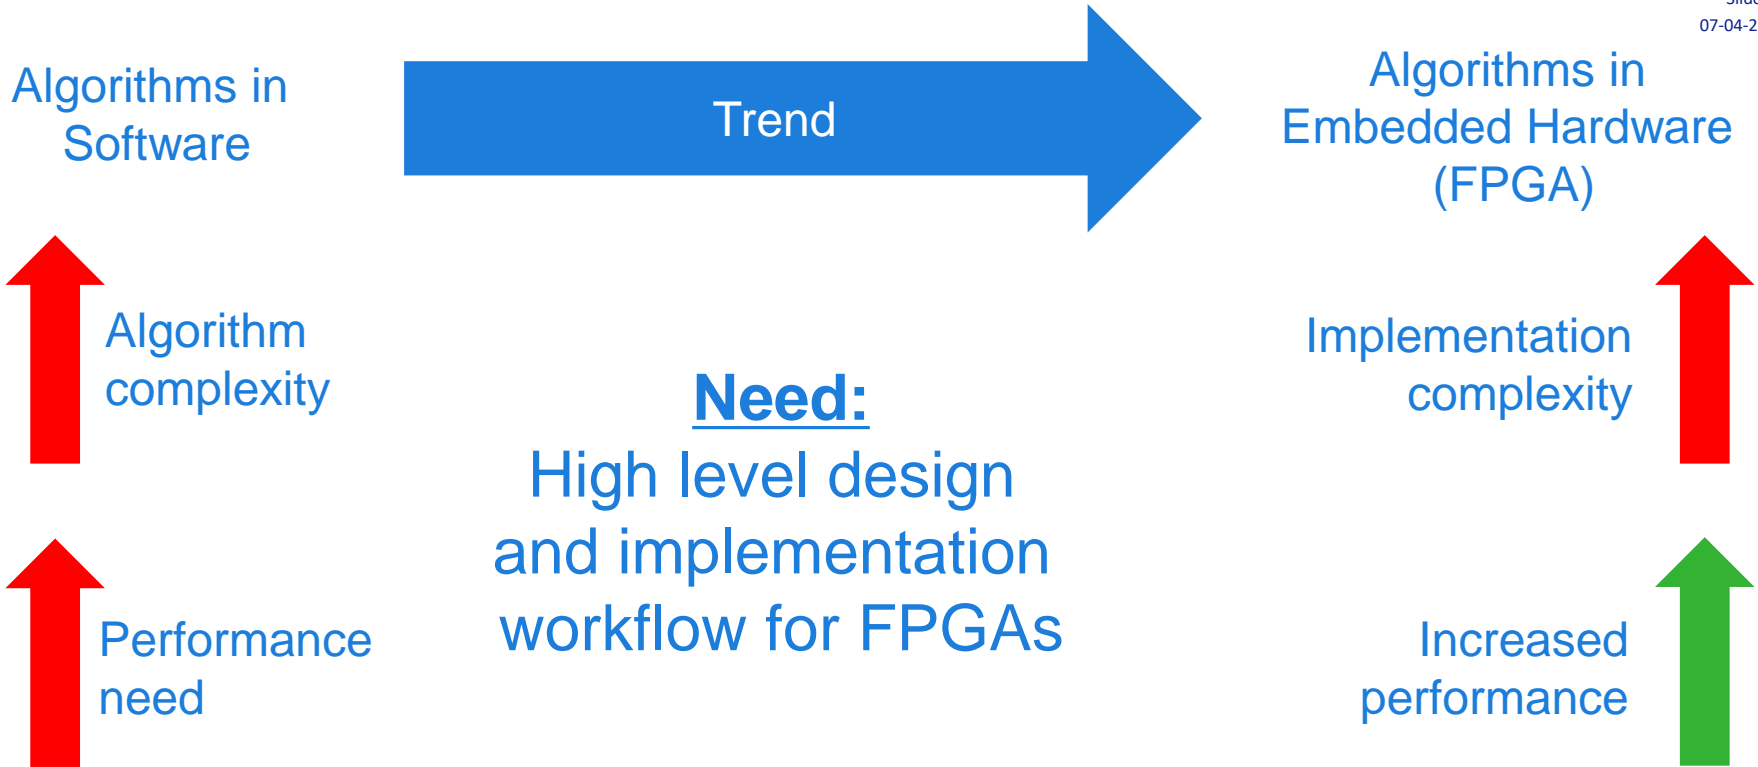 07-04-2
Algorithms in
Software
Trend
Algorithms in
Embedded Hardware
(FPGA)
Algorithm
complexity
Need:
High level design
and implementation
workflow for FPGAs
Implementation
complexity
Performance
need
Increased
performance